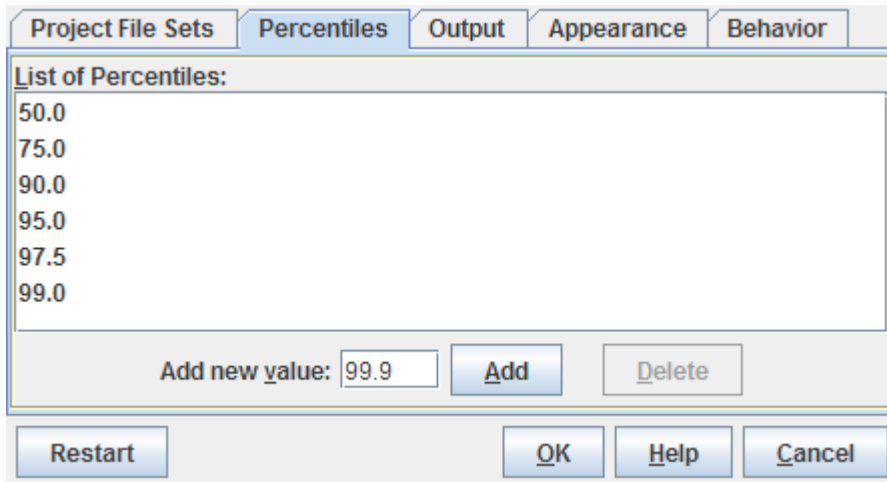 Project File Sets Percentiles Output Appearance Behavior
List of Percentiles:
50.0
75.0
90.0
95.0
97.5
99.0
Add new value: 99.9 Add Delete
Restart OK Help Cancel